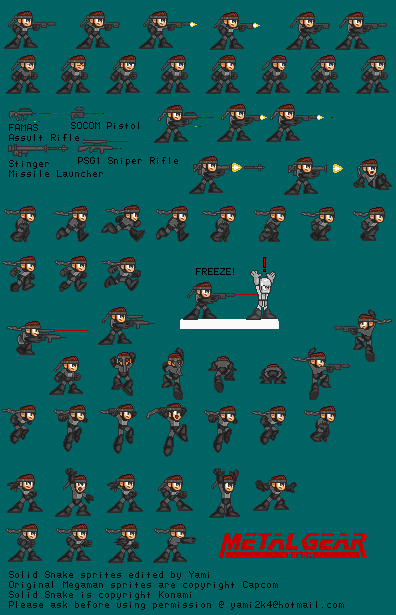 FAMAS
Assult Rifle
SOCOM Pistol
Stinger
Missile Launcher
PSG1 Sniper Rifle
FREEZE!
!
METAL GEAR
Solid Snake sprites edited by Yami
Original Megaman sprites are copyright Capcom
Solid Snake is copyright Konami
Please ask before using permission @ yami2k4@hotmail.com